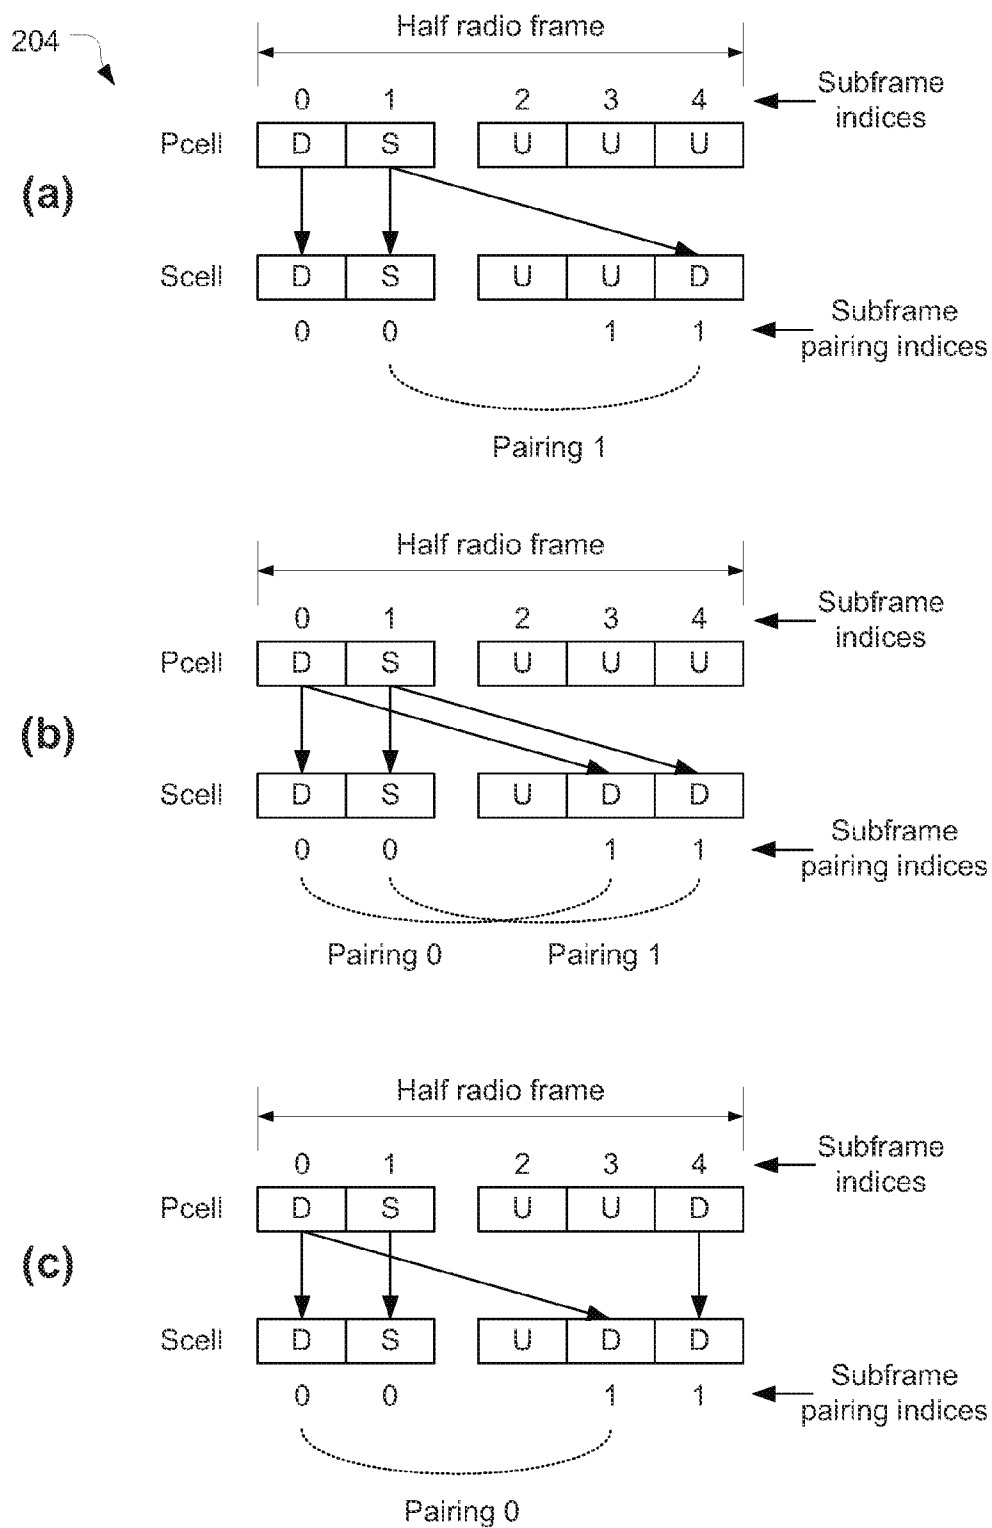 204
Half radio frame
0 1 2 3 4
Subframe
indices
Pcell D S U U U
(a)
Scell D S U U D
0 0 1 1
Subframe
pairing indices
Pairing 1
Half radio frame
0 1 2 3 4
Subframe
indices
Pcell D S U U U
(b)
Scell D S U D D
0 0 1 1
Subframe
pairing indices
Pairing 0 Pairing 1
Half radio frame
0 1 2 3 4
Subframe
indices
Pcell D S U U D
(c)
Scell D S U D D
0 0 1 1
Subframe
pairing indices
Pairing 0